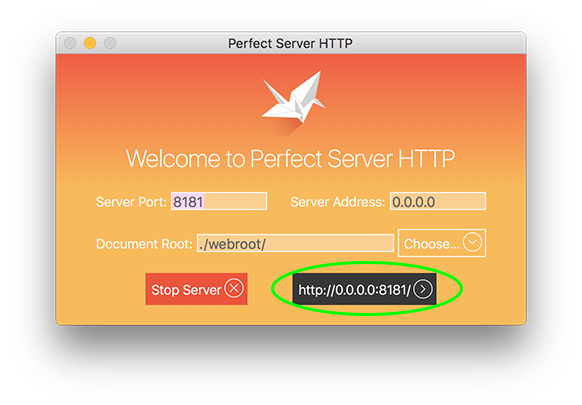 Perfect Server HTTP
Welcome to Perfect Server HTTP
Server Port: 8181 Server Address: 0.0.0.0
Document Root: ./webroot/ Choose...
Stop Server http://0.0.0.0:8181/